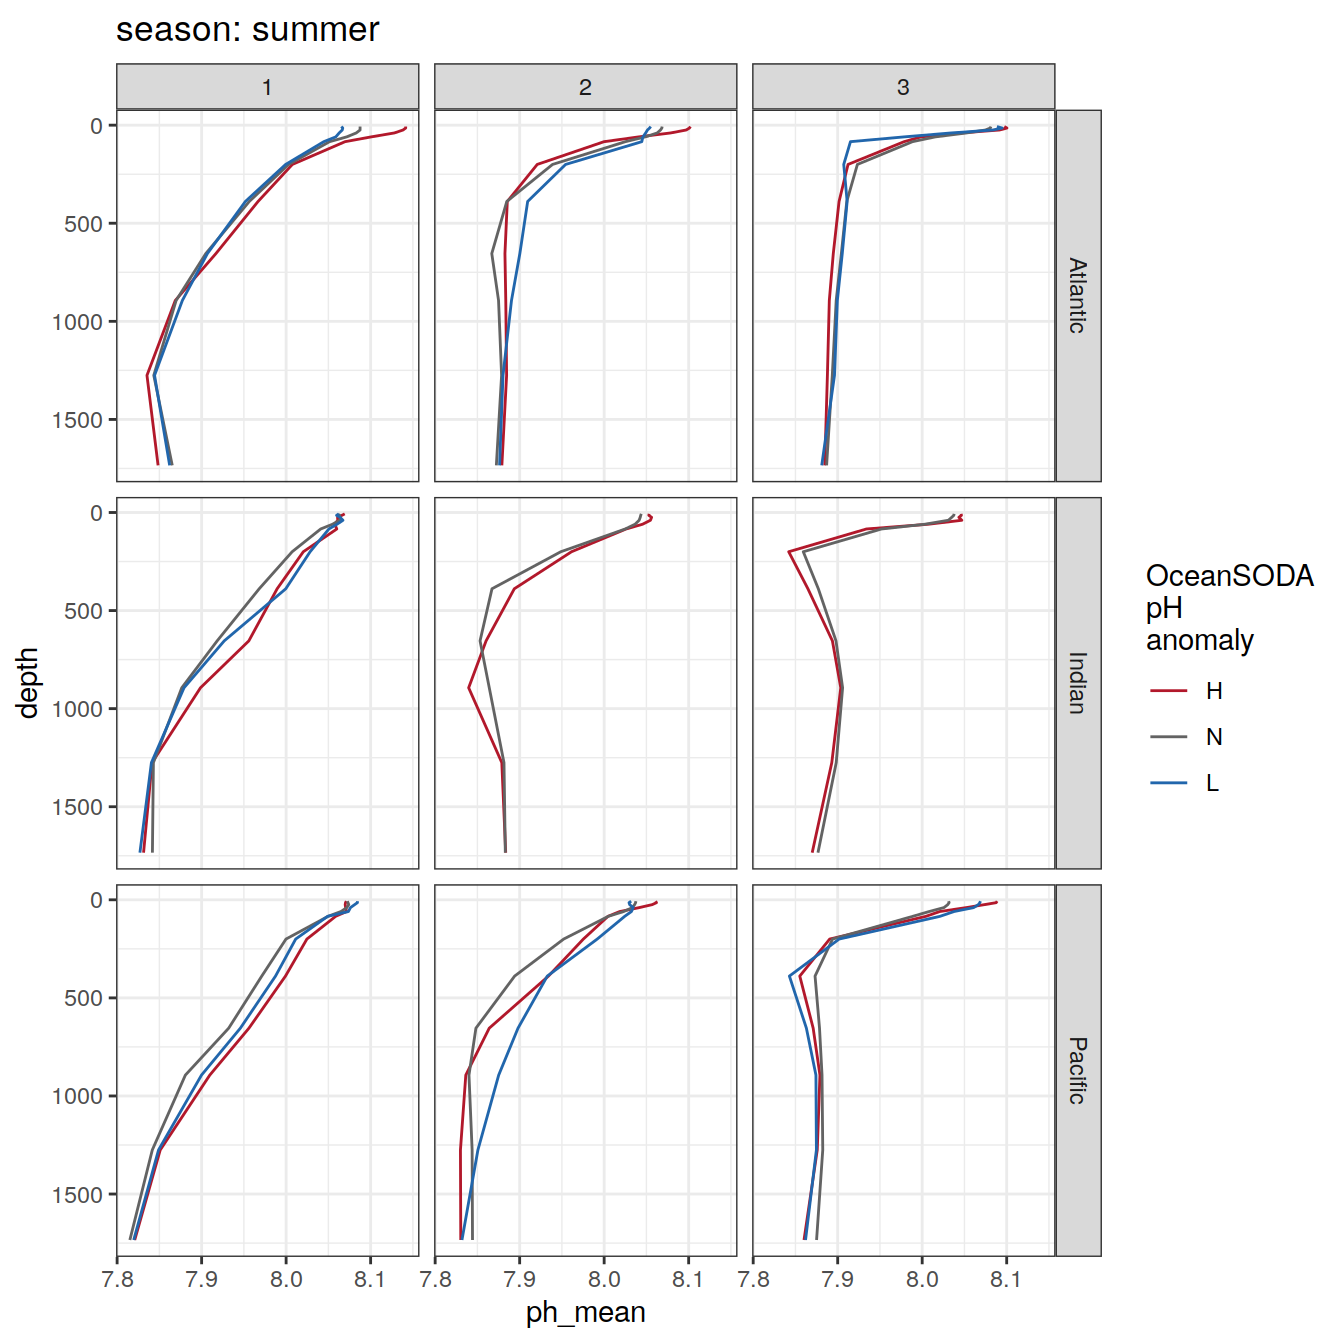 season: summer
1 2 3
0
500
1000
1500
Atlantic
0
500
1000
1500
Indian
0
500
1000
1500
Pacific
depth
7.8 7.9 8.0 8.1 7.8 7.9 8.0 8.1 7.8 7.9 8.0 8.1
ph_mean
OceanSODA
pH
anomaly
H
N
L